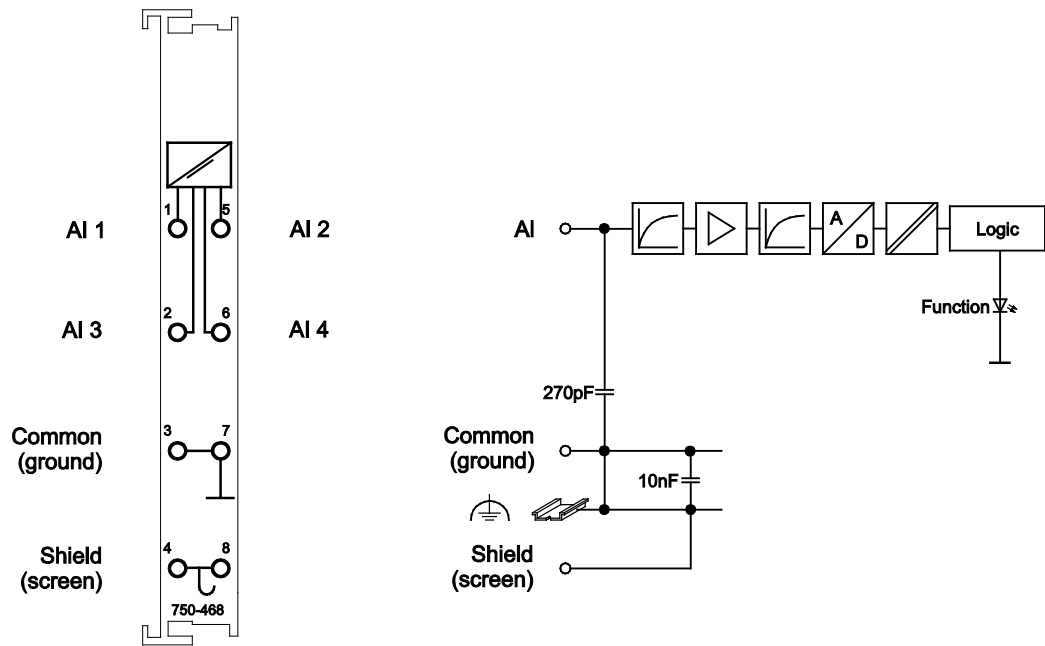 1
5
AI 1
AI 2
2
6
AI 3
AI 4
Common
(ground)
3
7
Shield
(screen)
4
8
750-468
AI
A
D
Logic
Function
270pF
Common
(ground)
10nF
Shield
(screen)